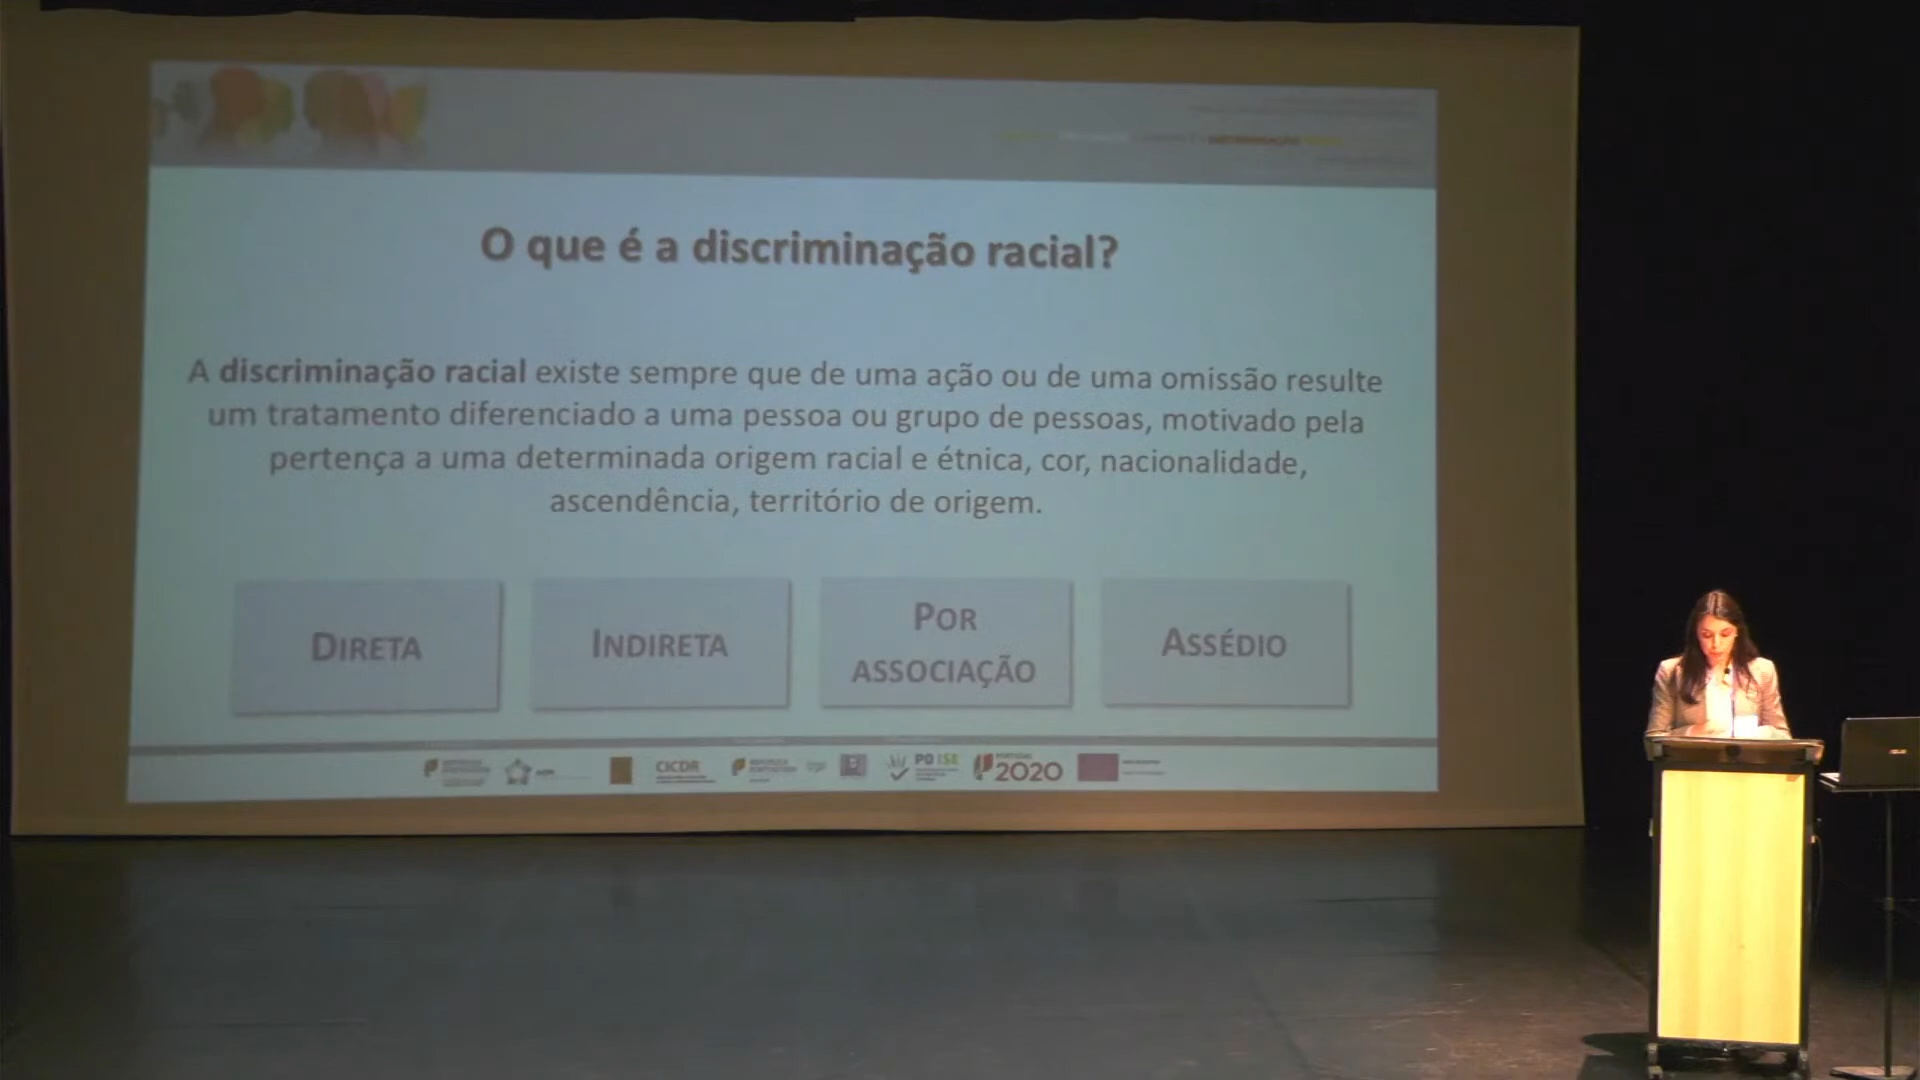 O que é a discriminação racial?
A discriminação racial existe sempre que de uma ação ou de uma omissão resulte
um tratamento diferenciado a uma pessoa ou grupo de pessoas, motivado pela
pertença a uma determinada origem racial e étnica, cor, nacionalidade,
ascendência, território de origem.
DIRETA
INDIRETA
POR
ASSOCIAÇÃO
ASSÉDIO
CICDR
PO ISE
PORTUGAL
2020